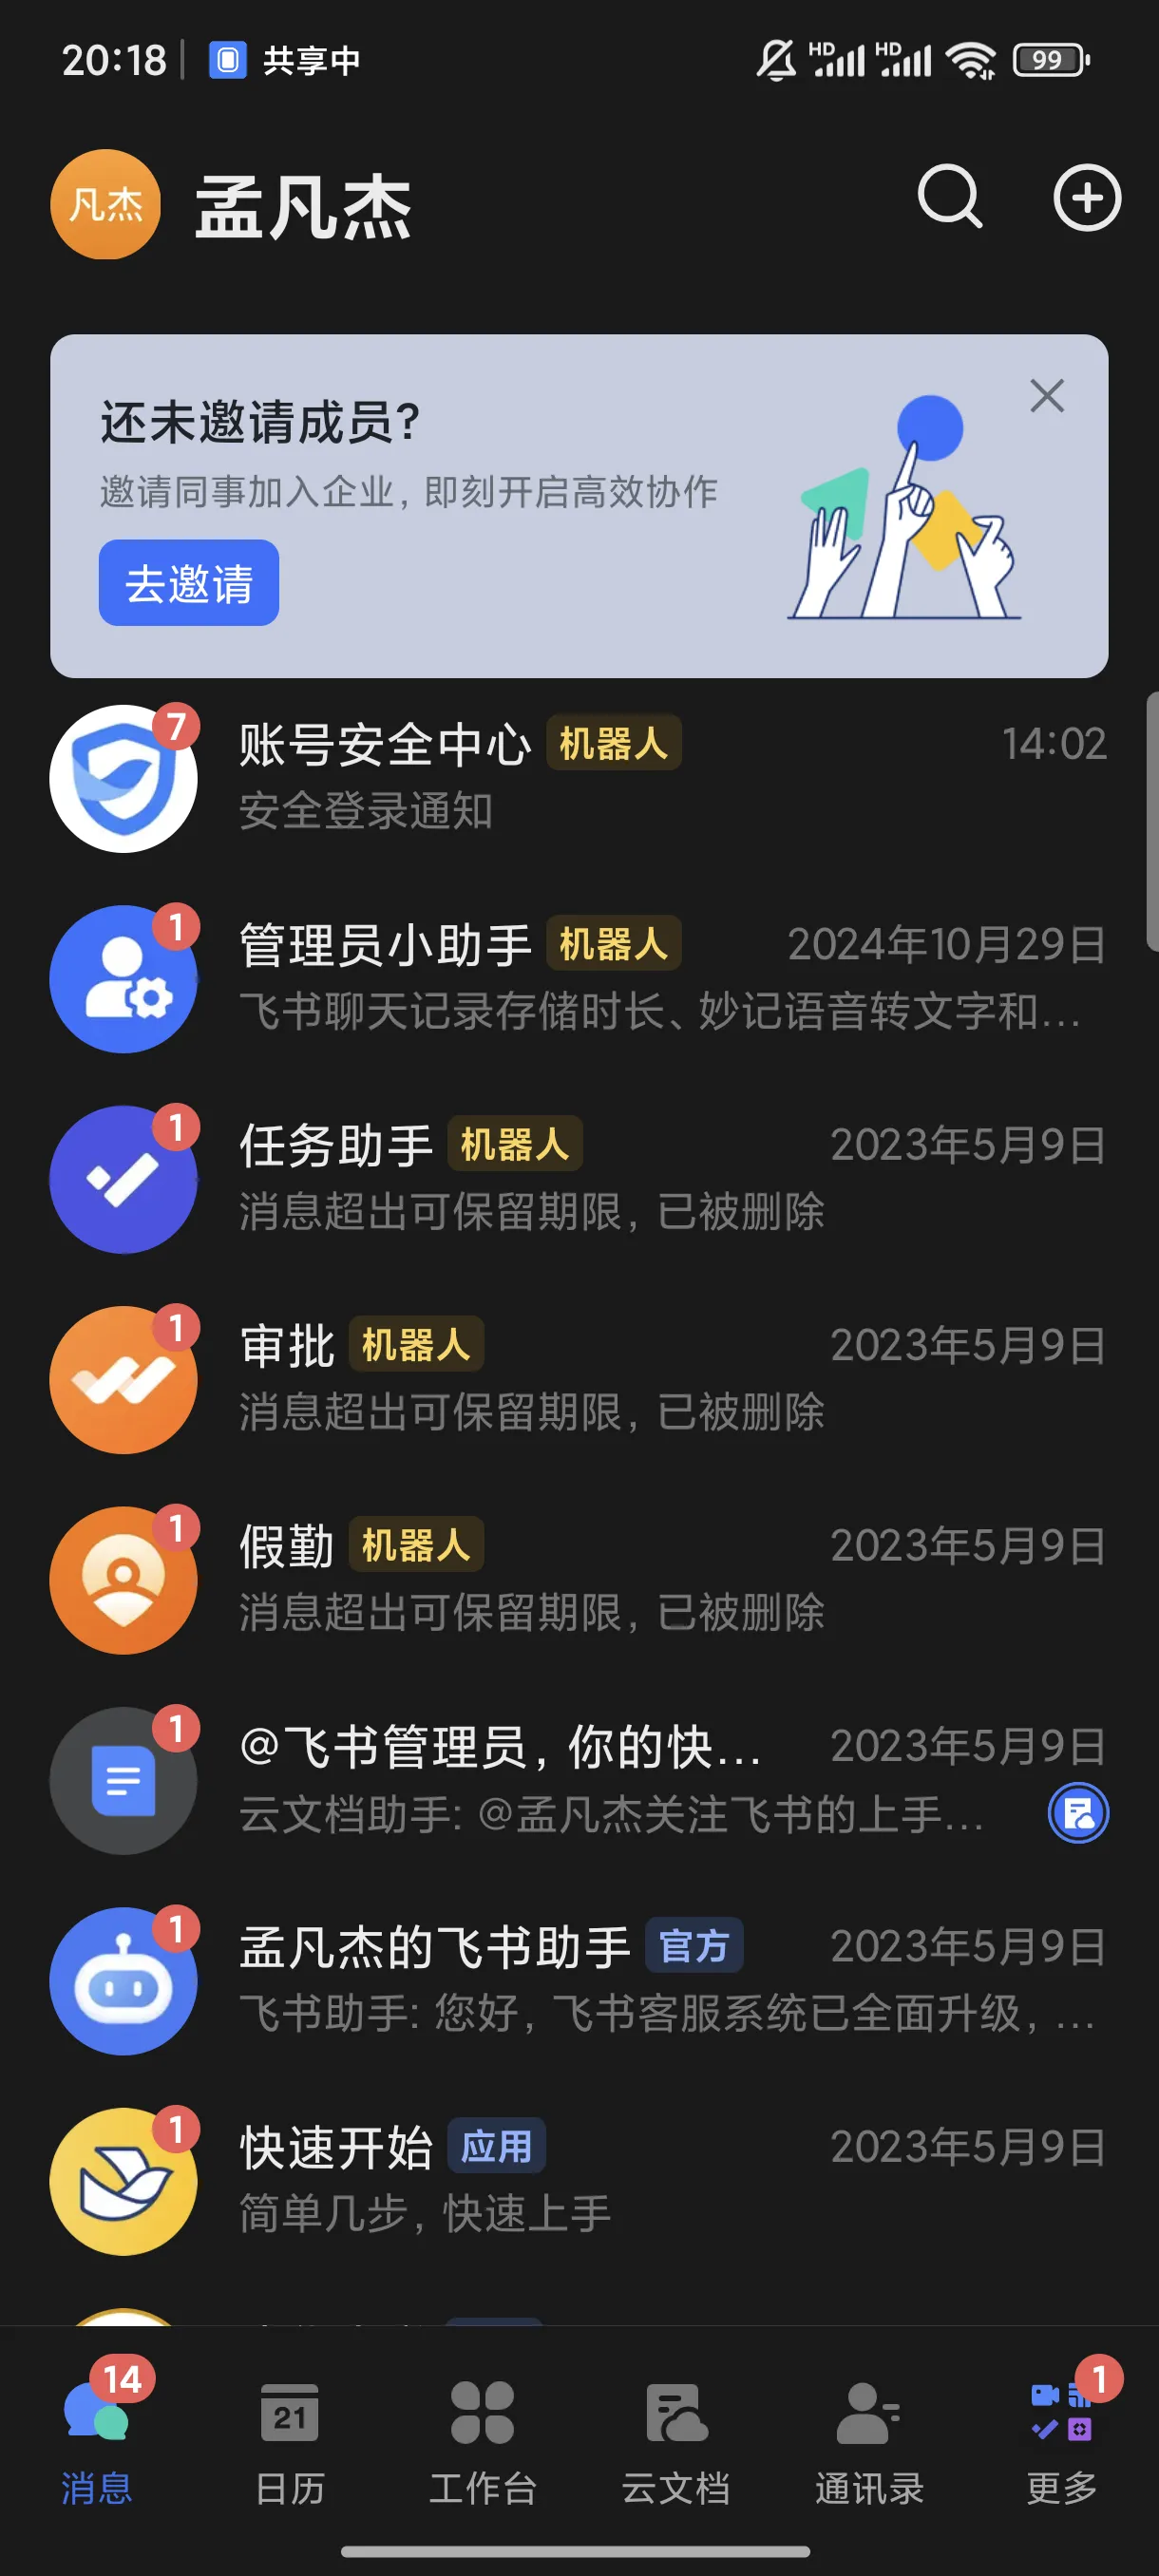 20:18 共享中 HD HD 99
凡杰 孟凡杰
还未邀请成员?
邀请同事加入企业，即刻开启高效协作
去邀请
7 账号安全中心 机器人 14:02
安全登录通知
1 管理员小助手 机器人 2024年10月29日
飞书聊天记录存储时长、妙记语音转文字和...
1 任务助手 机器人 2023年5月9日
消息超出可保留期限，已被删除
1 审批 机器人 2023年5月9日
消息超出可保留期限，已被删除
1 假勤 机器人 2023年5月9日
消息超出可保留期限，已被删除
1 @飞书管理员，你的快... 2023年5月9日
云文档助手: @孟凡杰关注飞书的上手...
1 孟凡杰的飞书助手 官方 2023年5月9日
飞书助手: 您好，飞书客服系统已全面升级，...
1 快速开始 应用 2023年5月9日
简单几步，快速上手
14 21 1
消息 日历 工作台 云文档 通讯录 更多